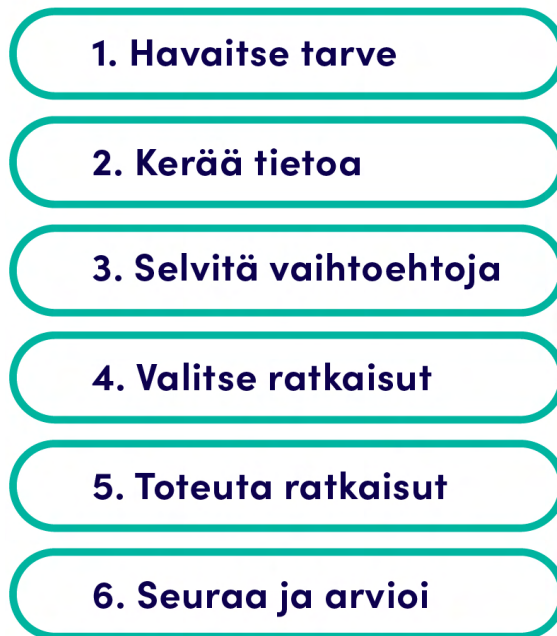 1. Havaitse tarve
2. Kerää tietoa
3. Selvitä vaihtoehtoja
4. Valitse ratkaisut
5. Toteuta ratkaisut
6. Seuraa ja arvioi